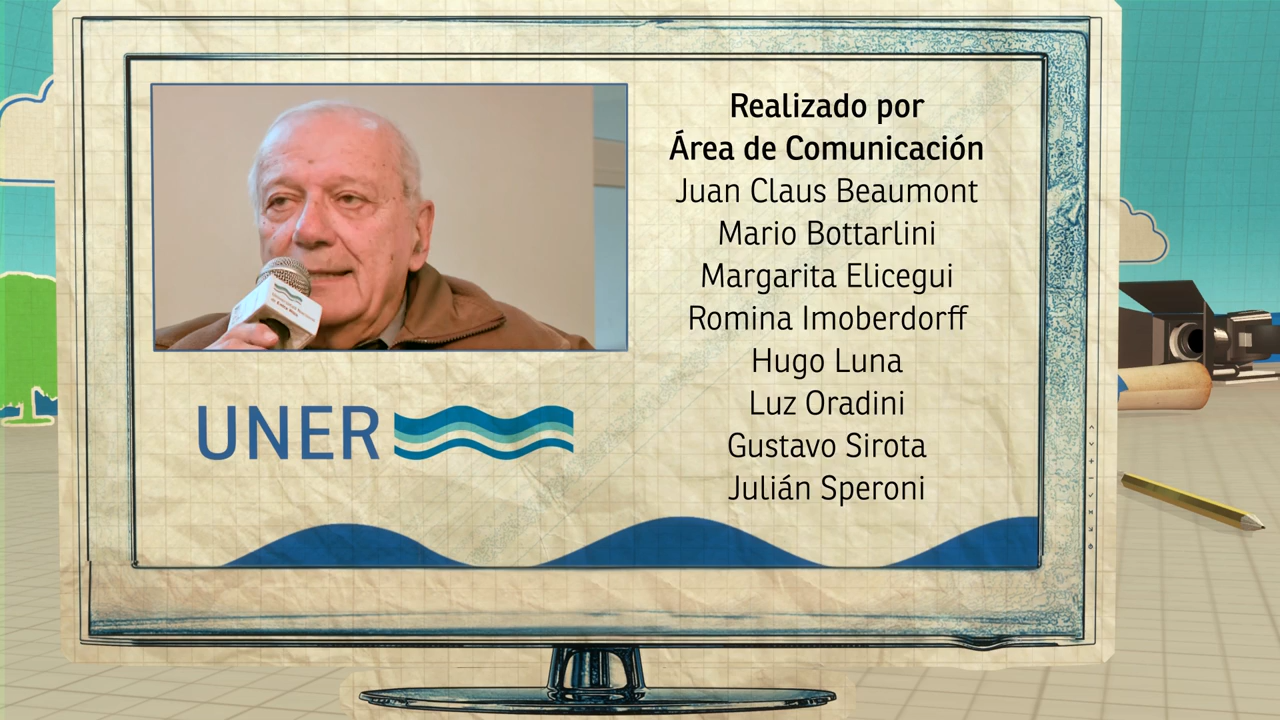 Realizado por
Área de Comunicación
Juan Claus Beaumont
Mario Bottarlini
Margarita Elicegui
Romina Imoberdorff
Hugo Luna
Luz Oradini
Gustavo Sirota
Julián Speroni
UNER